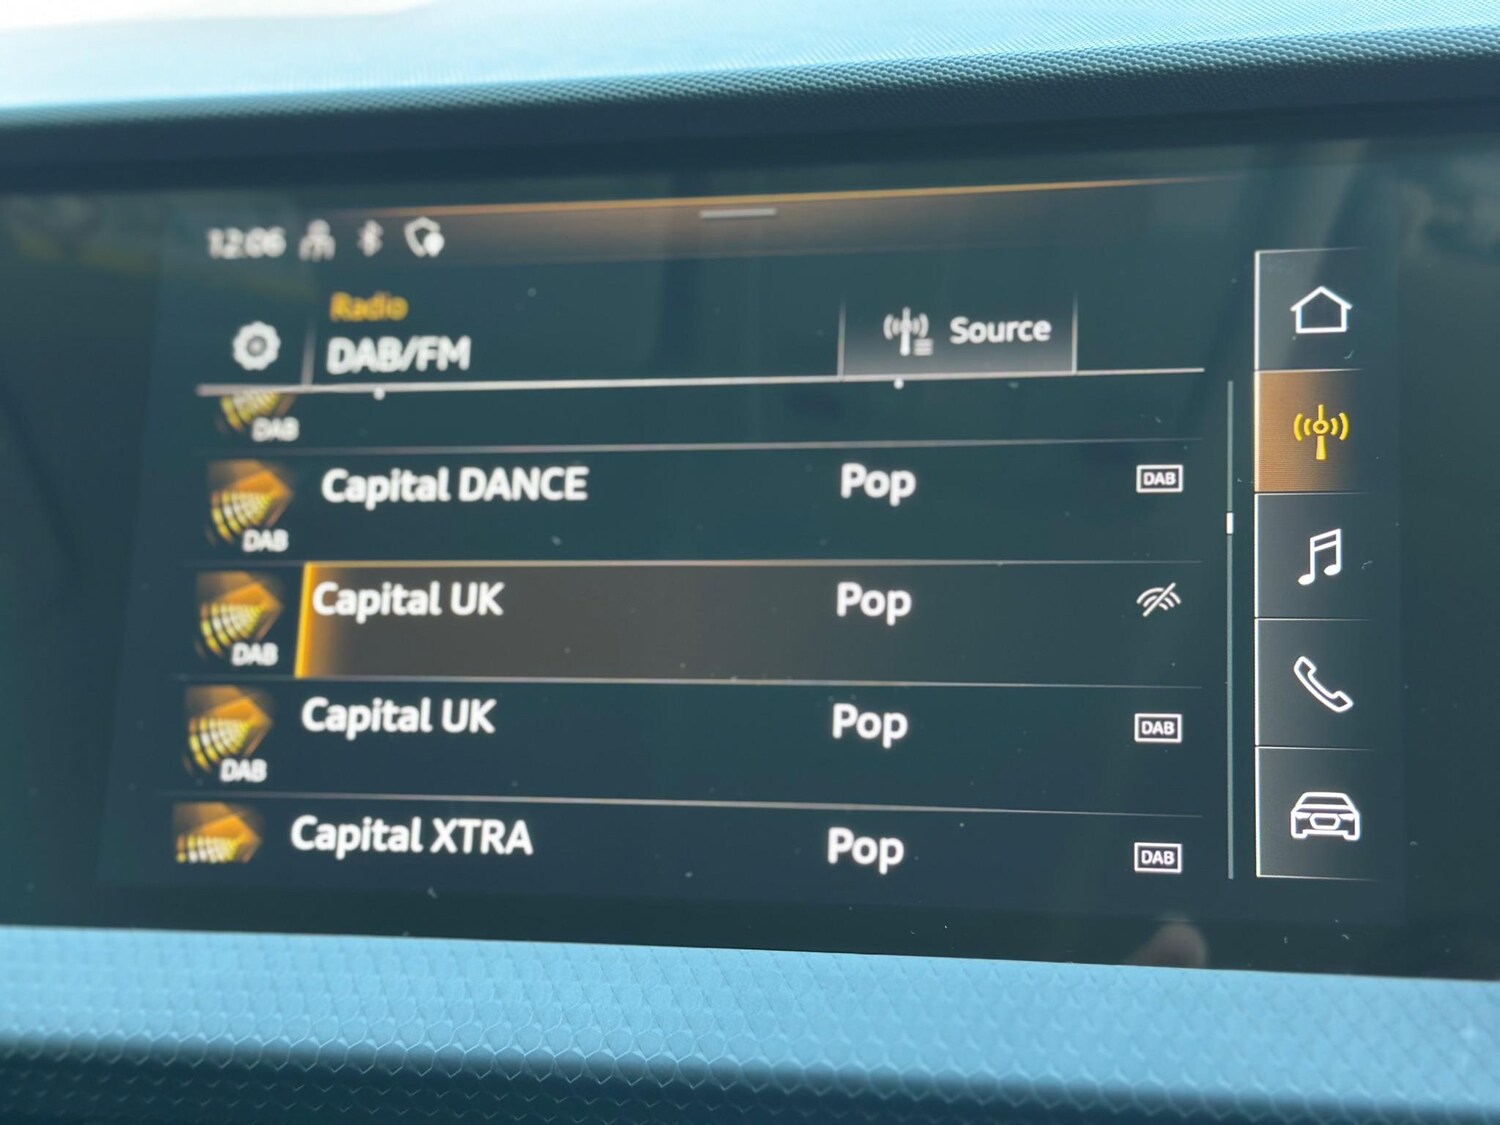 12:06
Radio
DAB/FM
Source
DAB
Capital DANCE Pop DAB
DAB
Capital UK Pop
DAB
Capital UK Pop DAB
DAB
Capital XTRA Pop DAB